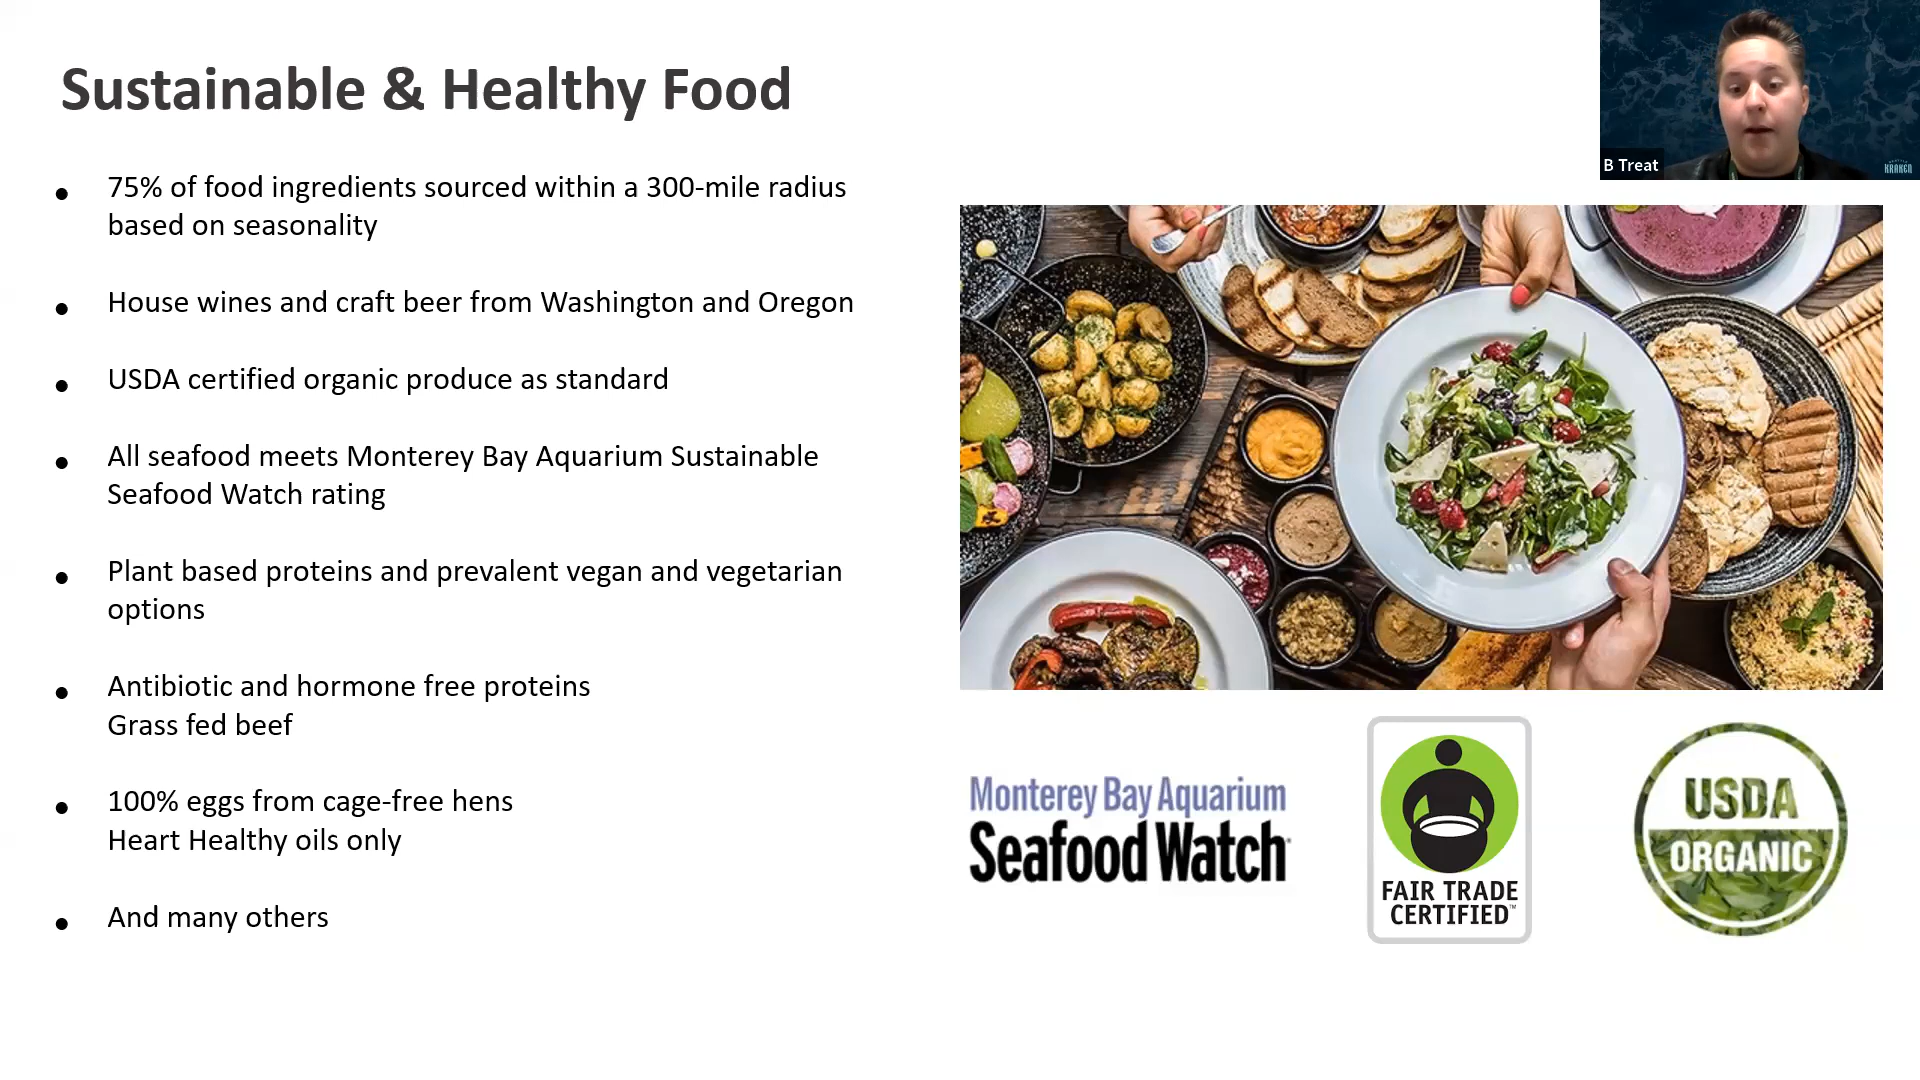 Sustainable & Healthy Food
B Treat
KRAKEN
• 75% of food ingredients sourced within a 300-mile radius
based on seasonality
• House wines and craft beer from Washington and Oregon
• USDA certified organic produce as standard
• All seafood meets Monterey Bay Aquarium Sustainable
Seafood Watch rating
• Plant based proteins and prevalent vegan and vegetarian
options
• Antibiotic and hormone free proteins
Grass fed beef
• 100% eggs from cage-free hens
Heart Healthy oils only
• And many others
Monterey Bay Aquarium
Seafood Watch
FAIR TRADE
CERTIFIED™
USDA
ORGANIC